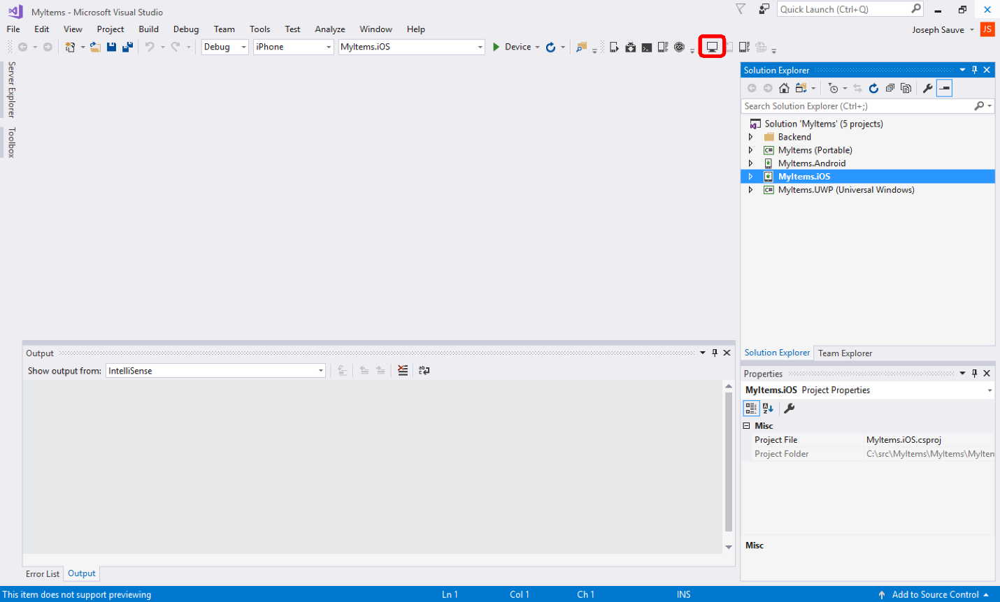 MyItems - Microsoft Visual Studio
Quick Launch (Ctrl+Q)
File Edit View Project Build Debug Team Tools Test Analyze Window Help
Joseph Sauve JS
Debug iPhone MyItems.iOS Device
Server Explorer
Toolbox
Solution Explorer
Search Solution Explorer (Ctrl+;)
Solution 'MyItems' (5 projects)
Backend
C# MyItems (Portable)
MyItems.Android
MyItems.iOS
C# MyItems.UWP (Universal Windows)
Solution Explorer Team Explorer
Output
Show output from: IntelliSense
Error List Output
Properties
MyItems.iOS Project Properties
Misc
Project File MyItems.iOS.csproj
Project Folder C:\src\MyItems\MyItems\MyIten
Misc
This item does not support previewing Ln 1 Col 1 Ch 1 INS Add to Source Control